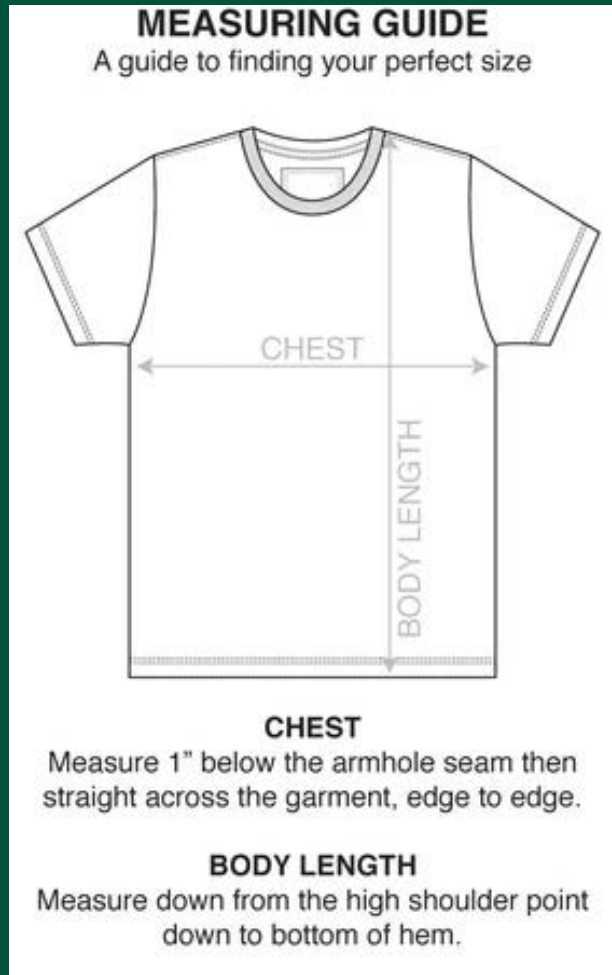 MEASURING GUIDE
A guide to finding your perfect size
CHEST
BODY LENGTH
CHEST
Measure 1” below the armhole seam then
straight across the garment, edge to edge.
BODY LENGTH
Measure down from the high shoulder point
down to bottom of hem.